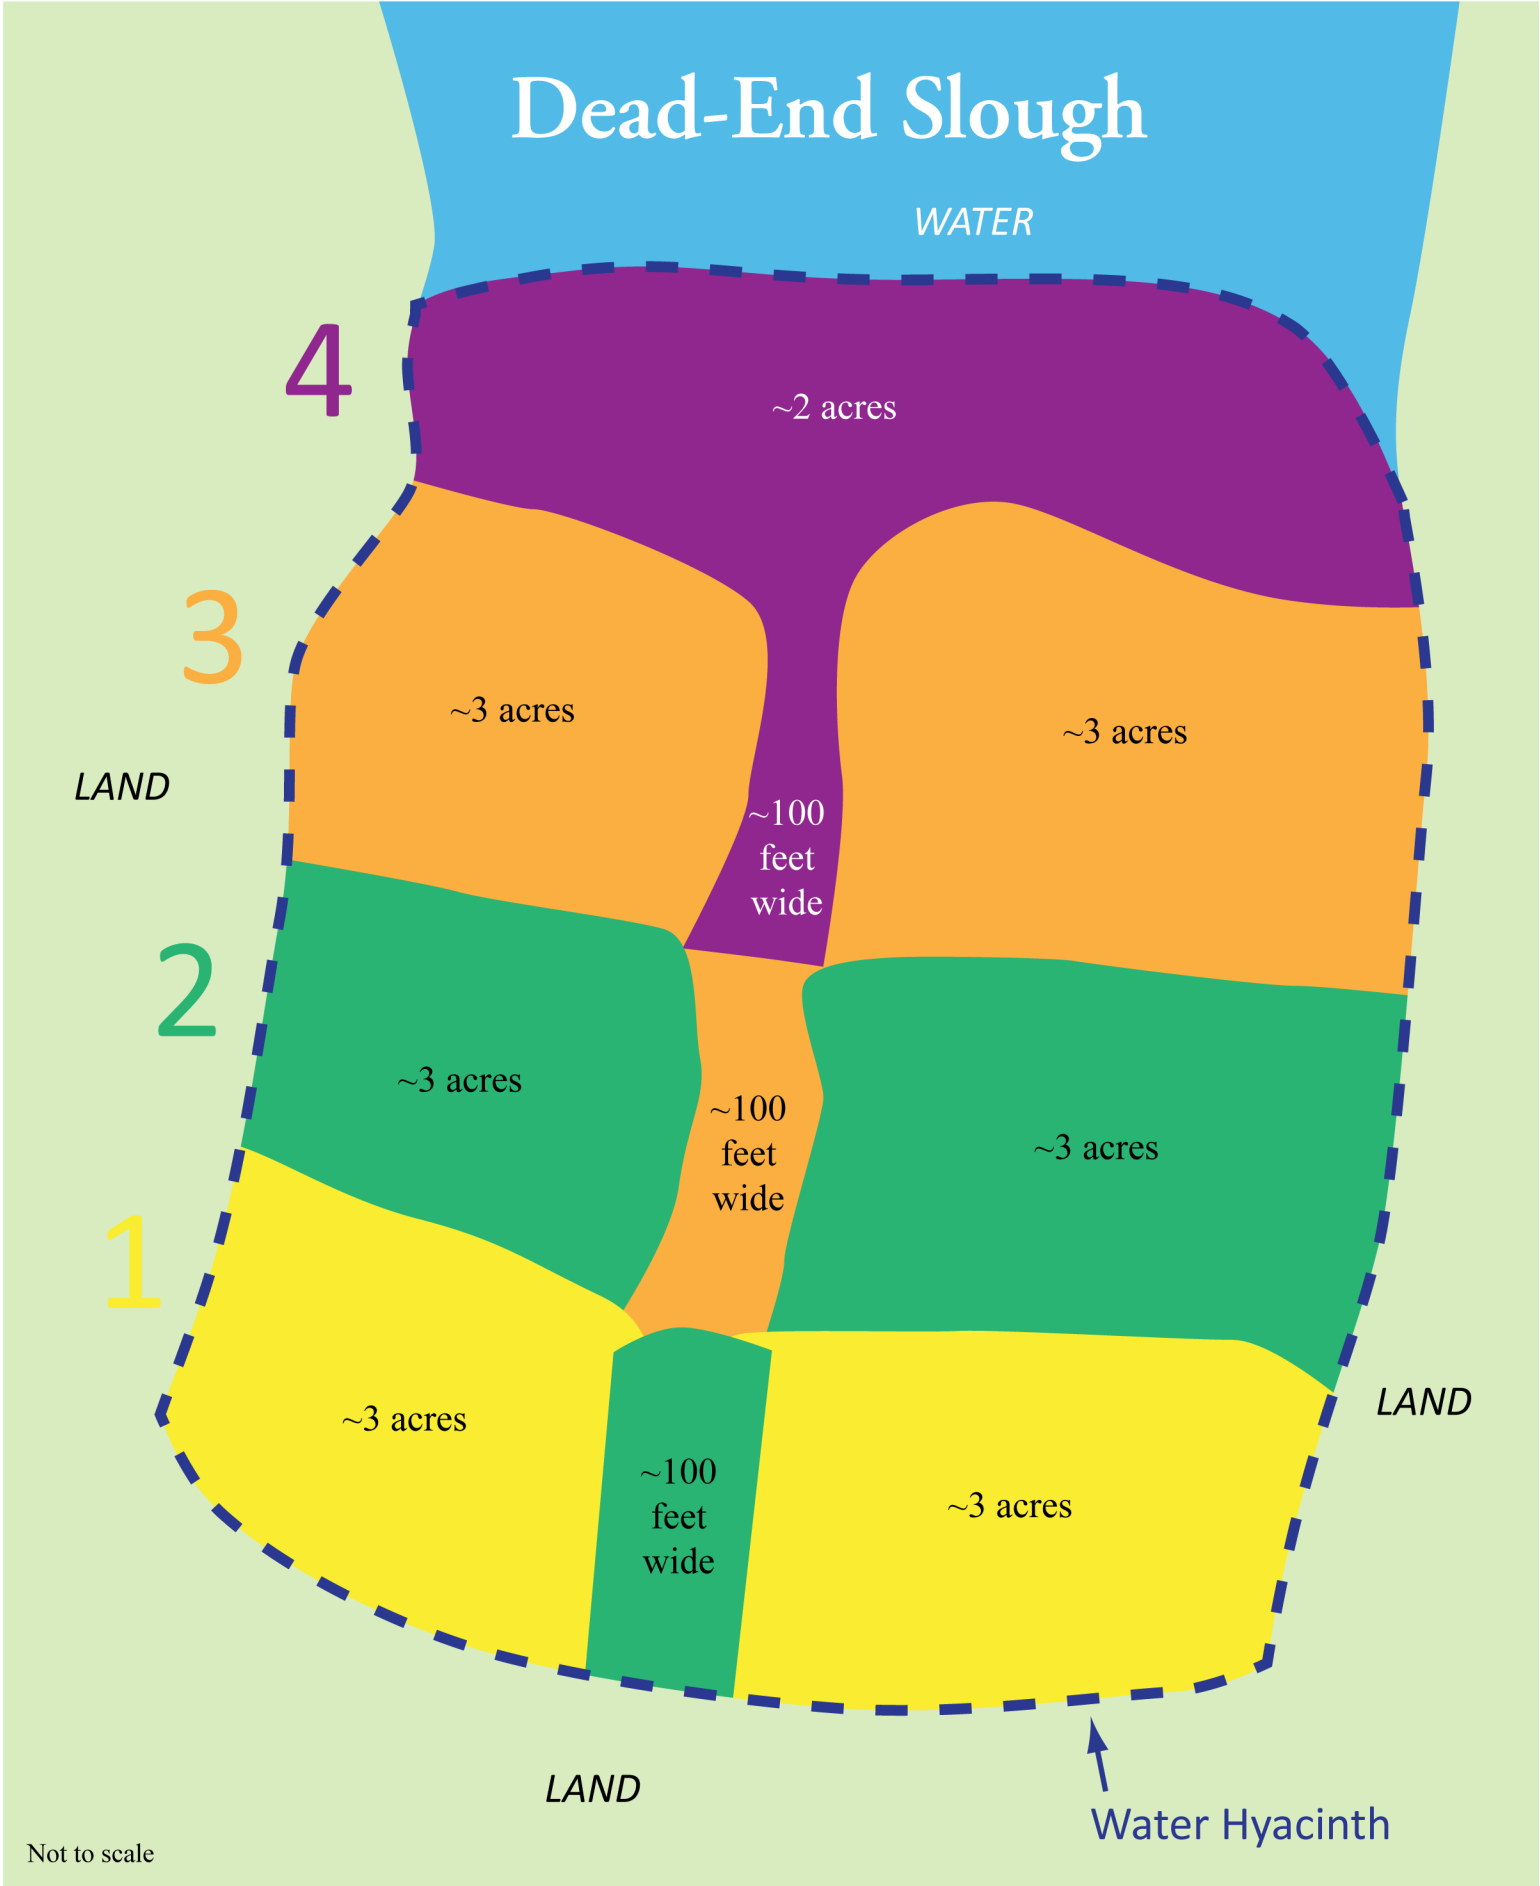 Dead-End Slough
WATER
4
~2 acres
3
~3 acres
~3 acres
LAND
~100
feet
wide
2
~3 acres
~100
feet
wide
~3 acres
1
~3 acres
LAND
~100
feet
wide
~3 acres
LAND
Water Hyacinth
Not to scale